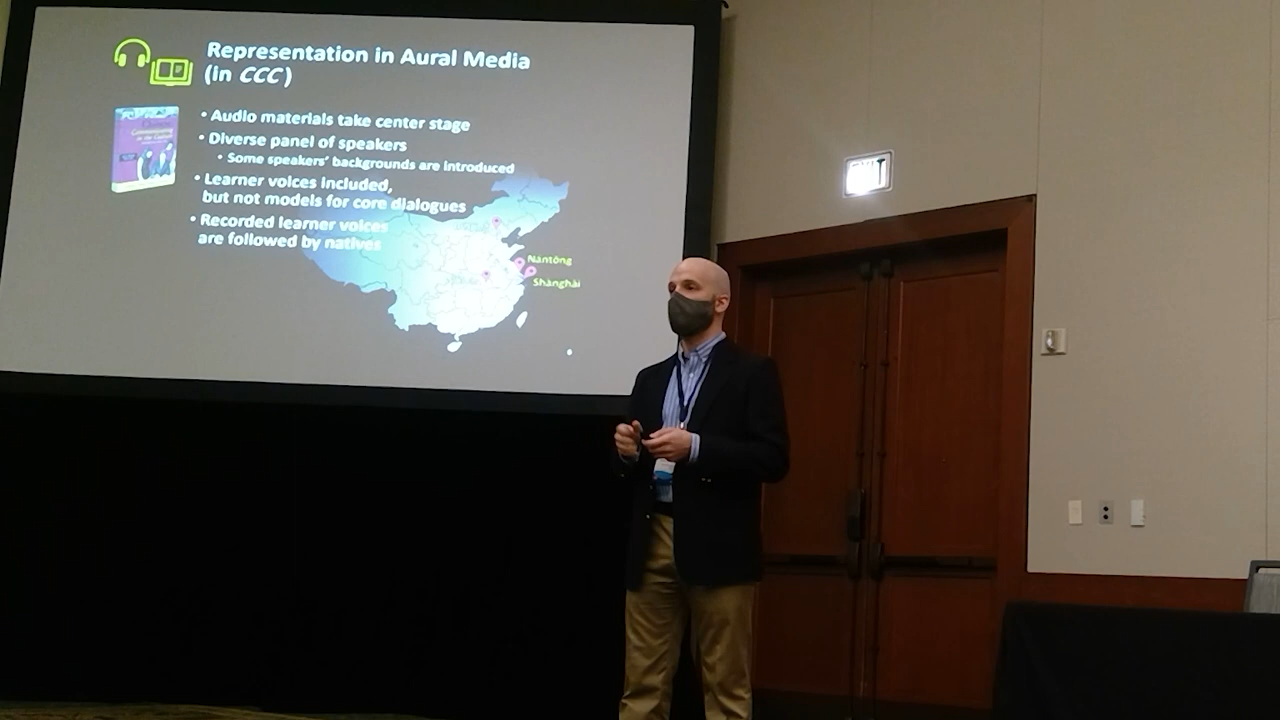 Representation in Aural Media
(in CCC)
• Audio materials take center stage
• Diverse panel of speakers
• Some speakers' backgrounds are introduced
• Learner voices included,
but not models for core dialogues
• Recorded learner voices
are followed by natives
Nántōng
Shànghǎi
EXIT